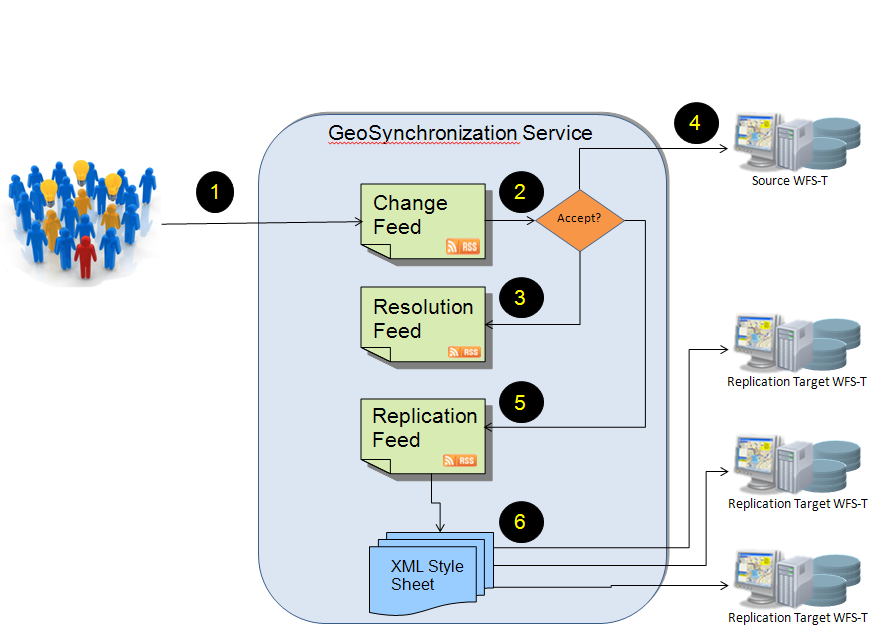 GeoSynchronization Service
4
Source WFS-T
1
Change
Feed
RSS
2
Accept?
3
Resolution
Feed
RSS
Replication Target WFS-T
5
Replication
Feed
RSS
Replication Target WFS-T
6
XML Style
Sheet
Replication Target WFS-T